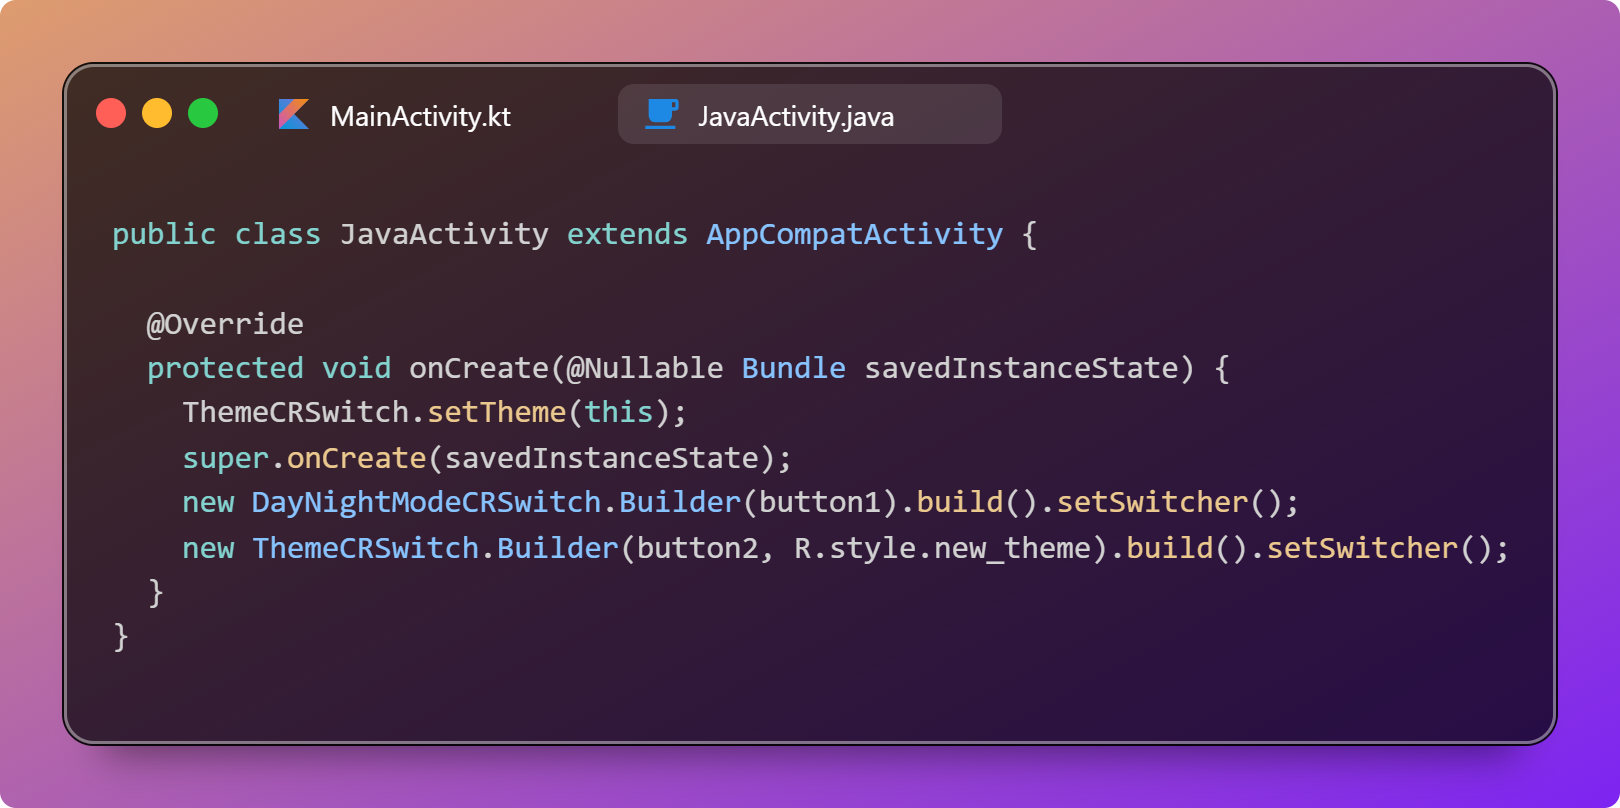 MainActivity.kt
JavaActivity.java
public class JavaActivity extends AppCompatActivity {
@Override
protected void onCreate(@Nullable Bundle savedInstanceState) {
ThemeCRSwitch.setTheme(this);
super.onCreate(savedInstanceState);
new DayNightModeCRSwitch.Builder(button1).build().setSwitcher();
new ThemeCRSwitch.Builder(button2, R.style.new_theme).build().setSwitcher();
}
}